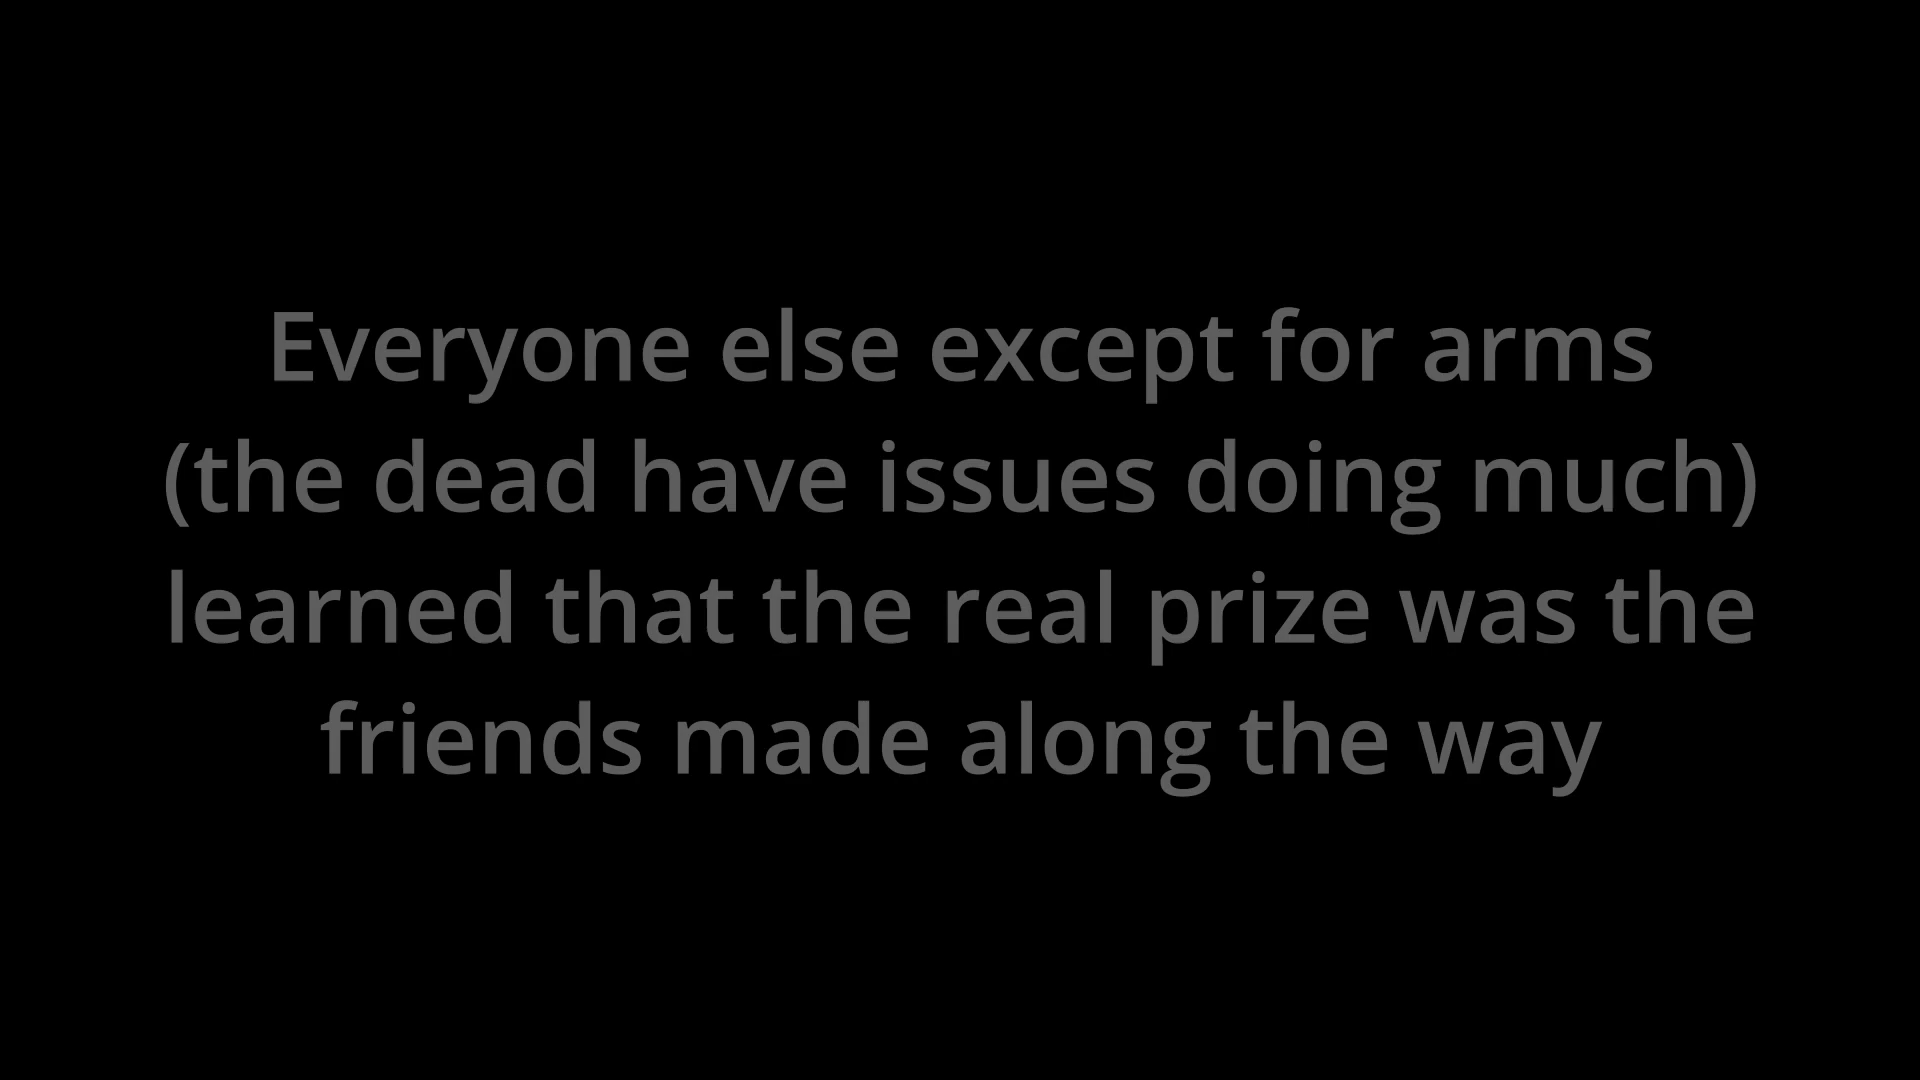 Everyone else except for arms
(the dead have issues doing much)
learned that the real prize was the
friends made along the way